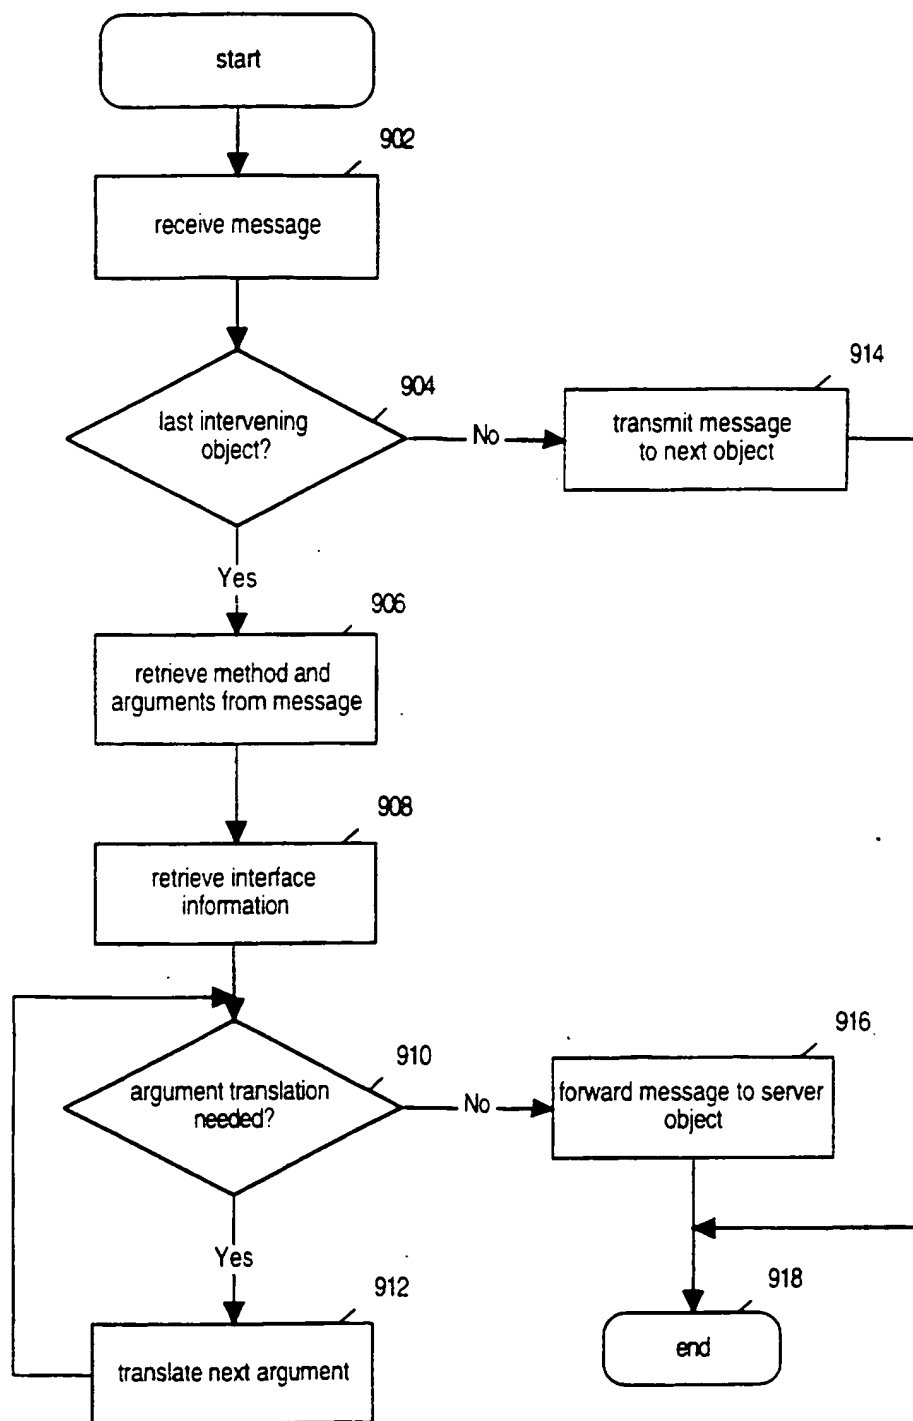 start
902
receive message
904
last intervening
object?
No
914
transmit message
to next object
Yes
906
retrieve method and
arguments from message
908
retrieve interface
information
910
argument translation
needed?
No
916
forward message to server
object
Yes
912
translate next argument
918
end